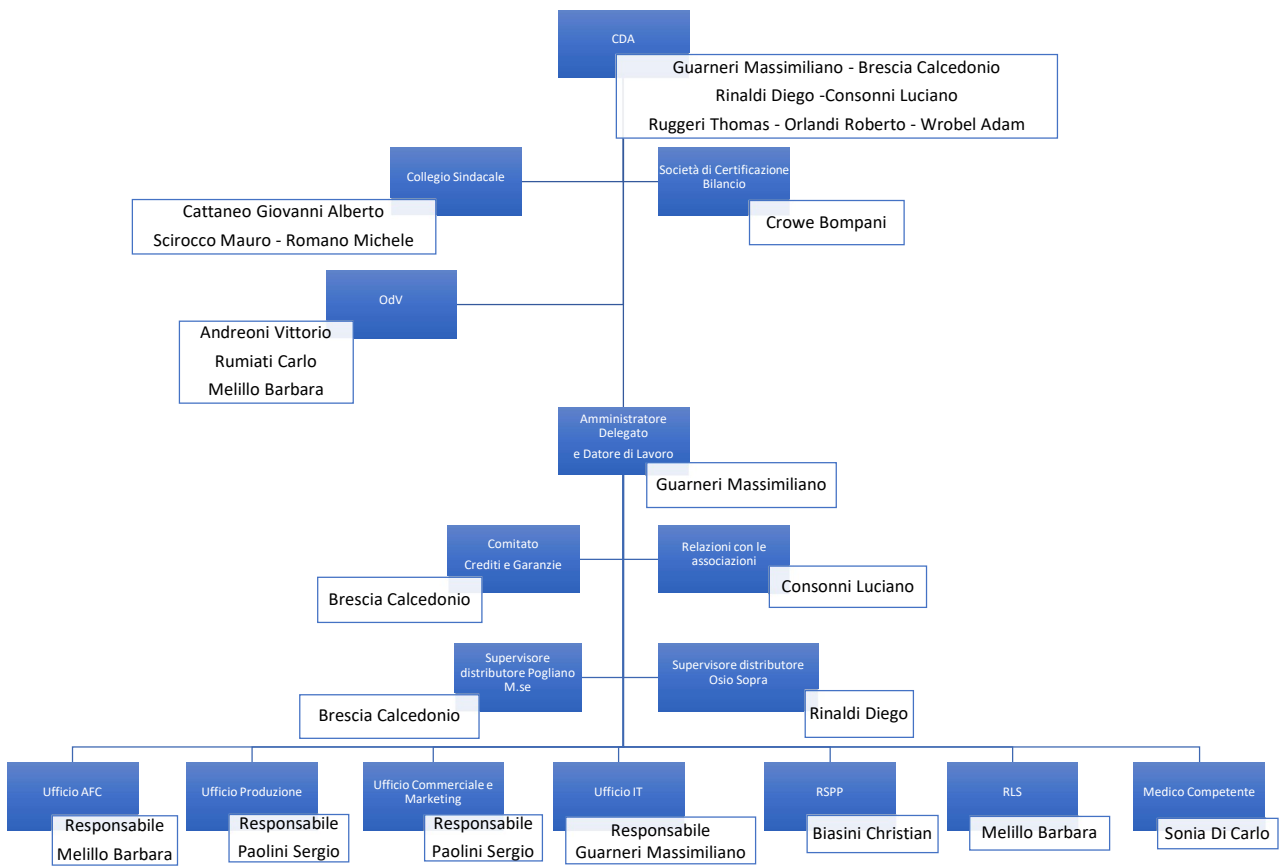 CDA
Guarneri Massimiliano - Brescia Calcedonio
Rinaldi Diego -Consonni Luciano
Ruggeri Thomas - Orlandi Roberto - Wrobel Adam
Collegio Sindacale
Cattaneo Giovanni Alberto
Scirocco Mauro - Romano Michele
Società di Certificazione
Bilancio
Crowe Bompani
OdV
Andreoni Vittorio
Rumiati Carlo
Melillo Barbara
Amministratore
Delegato
e Datore di Lavoro
Guarneri Massimiliano
Comitato
Crediti e Garanzie
Brescia Calcedonio
Relazioni con le
associazioni
Consonni Luciano
Supervisore
distributore Pogliano
M.se
Brescia Calcedonio
Supervisore distributore
Osio Sopra
Rinaldi Diego
Ufficio AFC
Responsabile
Melillo Barbara
Ufficio Produzione
Responsabile
Paolini Sergio
Ufficio Commerciale e
Marketing
Responsabile
Paolini Sergio
Ufficio IT
Responsabile
Guarneri Massimiliano
RSPP
Biasini Christian
RLS
Melillo Barbara
Medico Competente
Sonia Di Carlo